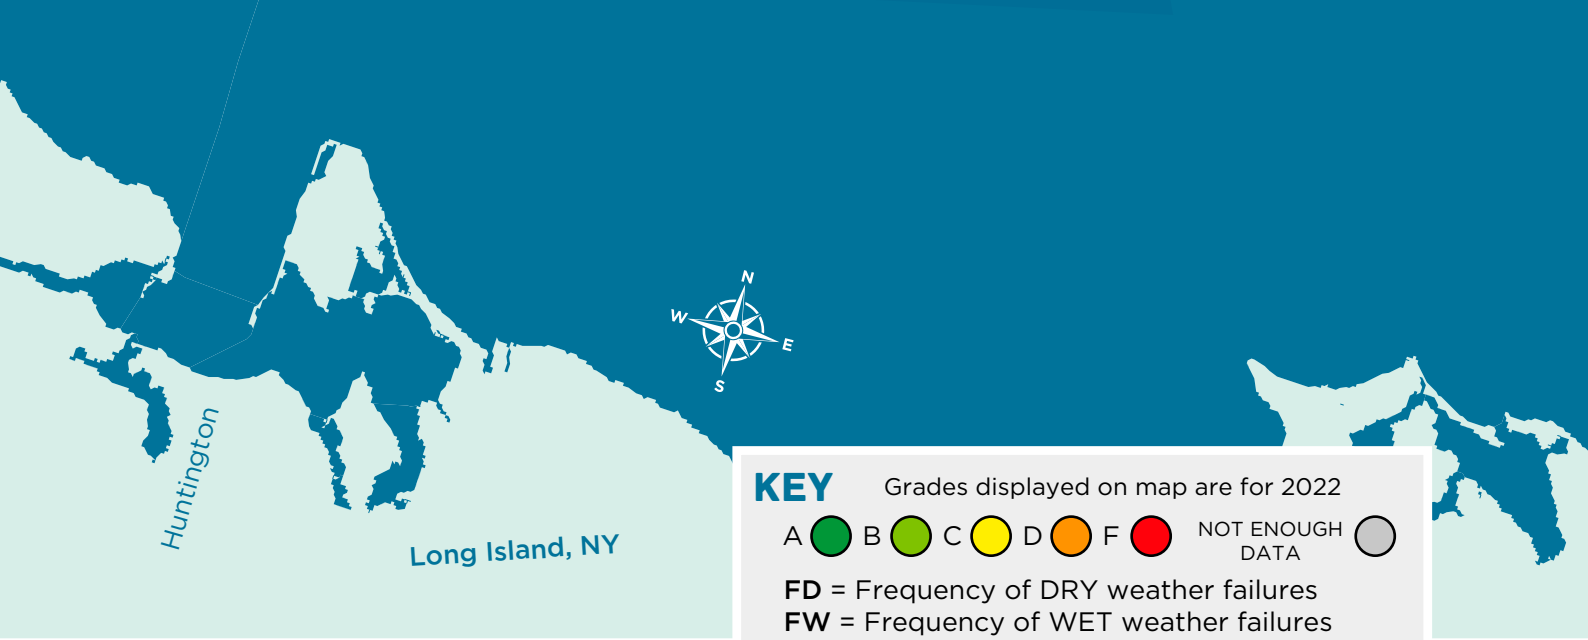 N
W
E
S
Huntington
Long Island, NY
KEY Grades displayed on map are for 2022
A B C D F NOT ENOUGH DATA
FD = Frequency of DRY weather failures
FW = Frequency of WET weather failures